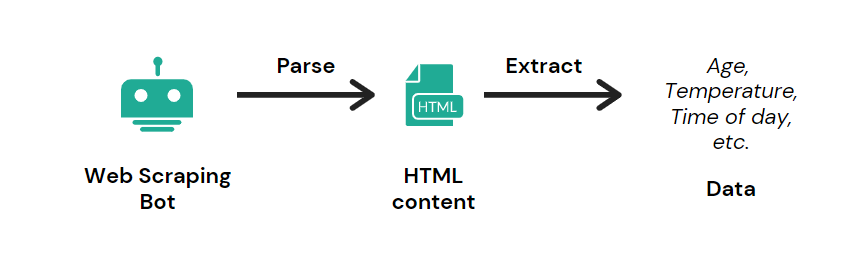 Parse
Extract
HTML
Age,
Temperature,
Time of day,
etc.
Web Scraping
Bot
HTML
content
Data